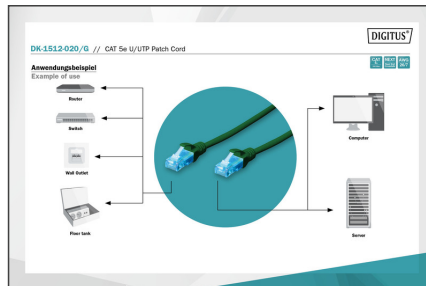 DIGITUS®
DK-1512-020/G // CAT 5e U/UTP Patch Cord
Anwendungsbeispiel
Example of use
Router
Switch
Wall Outlet
Floor tank
Computer
Server